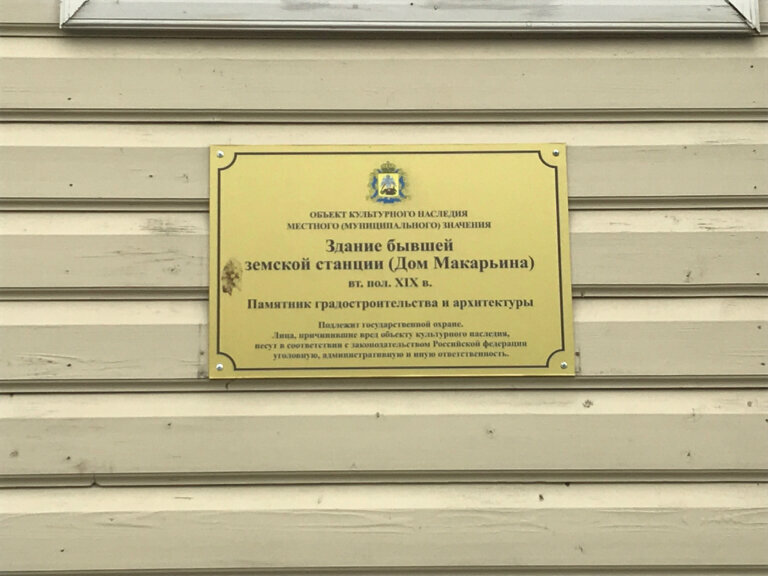 ОБЪЕКТ КУЛЬТУРНОГО НАСЛЕДИЯ
МЕСТНОГО (МУНИЦИПАЛЬНОГО) ЗНАЧЕНИЯ
Здание бывшей
земской станции (Дом Макарьина)
вт. пол. XIX в.
Памятник градостроительства и архитектуры
Подлежит государственной охране.
Лица, причинившие вред объекту культурного наследия,
несут в соответствии с законодательством Российской федерации
уголовную, административную и иную ответственность.